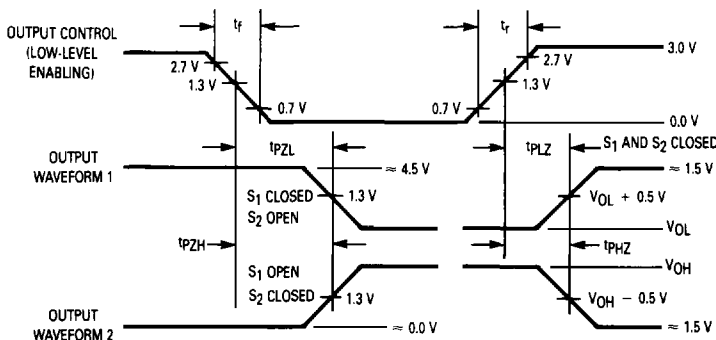 OUTPUT CONTROL
(LOW-LEVEL
ENABLING)
tf
tr
3.0 V
2.7 V
2.7 V
1.3 V
1.3 V
0.7 V
0.7 V
0.0 V
tPZL
tPLZ
S1 AND S2 CLOSED
OUTPUT
WAVEFORM 1
≈ 4.5 V
≈ 1.5 V
S1 CLOSED
S2 OPEN
1.3 V
VOL + 0.5 V
VOL
tPZH
tPHZ
VOH
S1 OPEN
S2 CLOSED
1.3 V
VOH − 0.5 V
OUTPUT
WAVEFORM 2
≈ 0.0 V
≈ 1.5 V